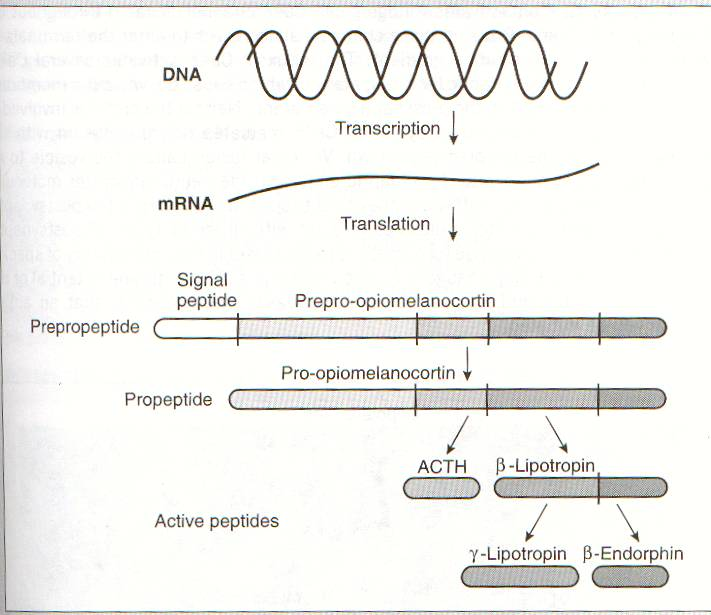 DNA
Transcription
mRNA
Translation
Signal
peptide
Prepro-opiomelanocortin
Prepropeptide
Pro-opiomelanocortin
Propeptide
ACTH
β-Lipotropin
Active peptides
γ-Lipotropin
β-Endorphin